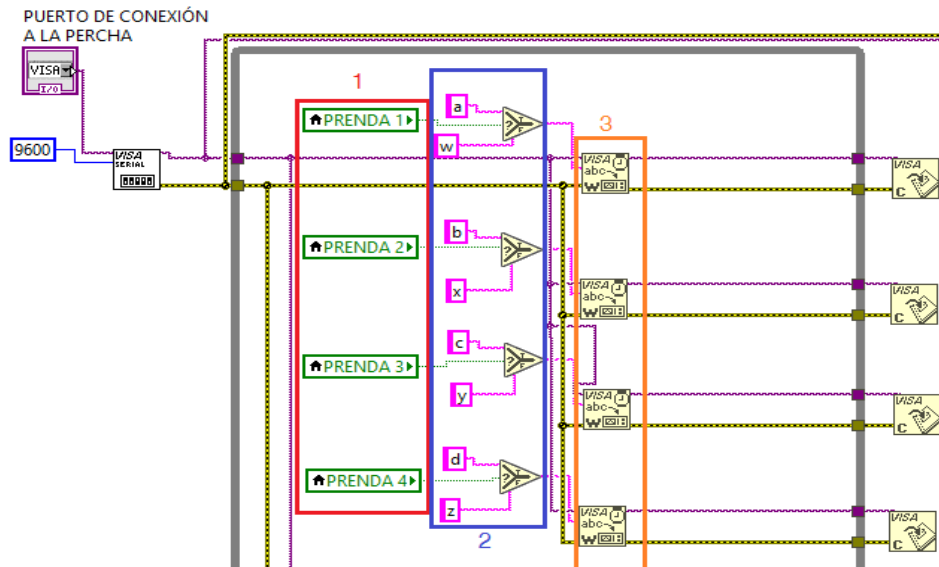 PUERTO DE CONEXIÓN
A LA PERCHA
VISA
I/O
9600
VISA
SERIAL
1
2
3
PRENDA 1
a
w
T
F
VISA
abc
W
VISA
C
PRENDA 2
b
x
T
F
VISA
abc
W
VISA
C
PRENDA 3
c
y
T
F
VISA
abc
W
VISA
C
PRENDA 4
d
z
T
F
VISA
abc
W
VISA
C